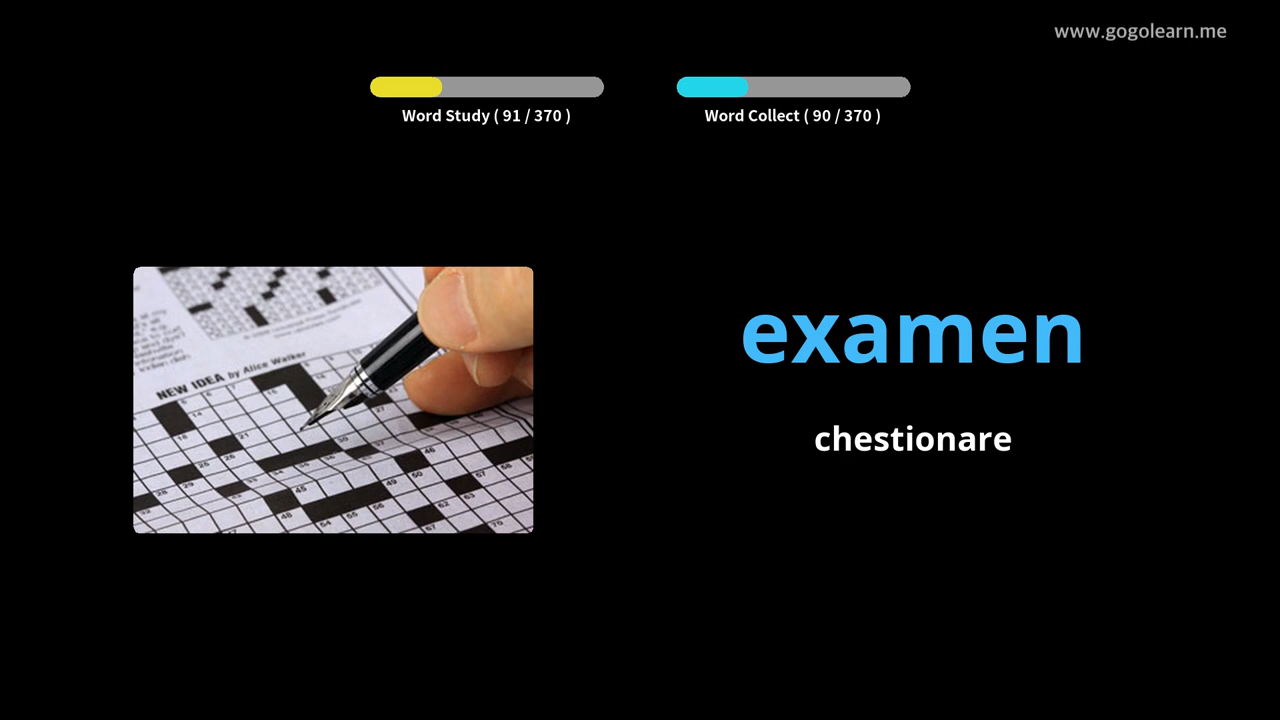 www.gogolearn.me
Word Study ( 91 / 370 )
Word Collect ( 90 / 370 )
NEW IDEA by Alice Walker
examen
chestionare